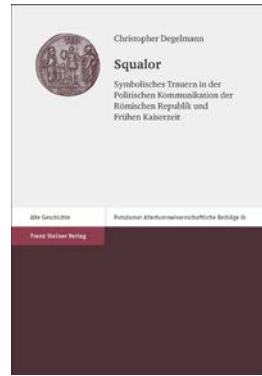 Christopher Degelmann
Squalor
Symbolisches Trauern in der
Politischen Kommunikation der
Römischen Republik und
Frühen Kaiserzeit
Alte Geschichte
Potsdamer Altertumswissenschaftliche Beiträge
Franz Steiner Verlag